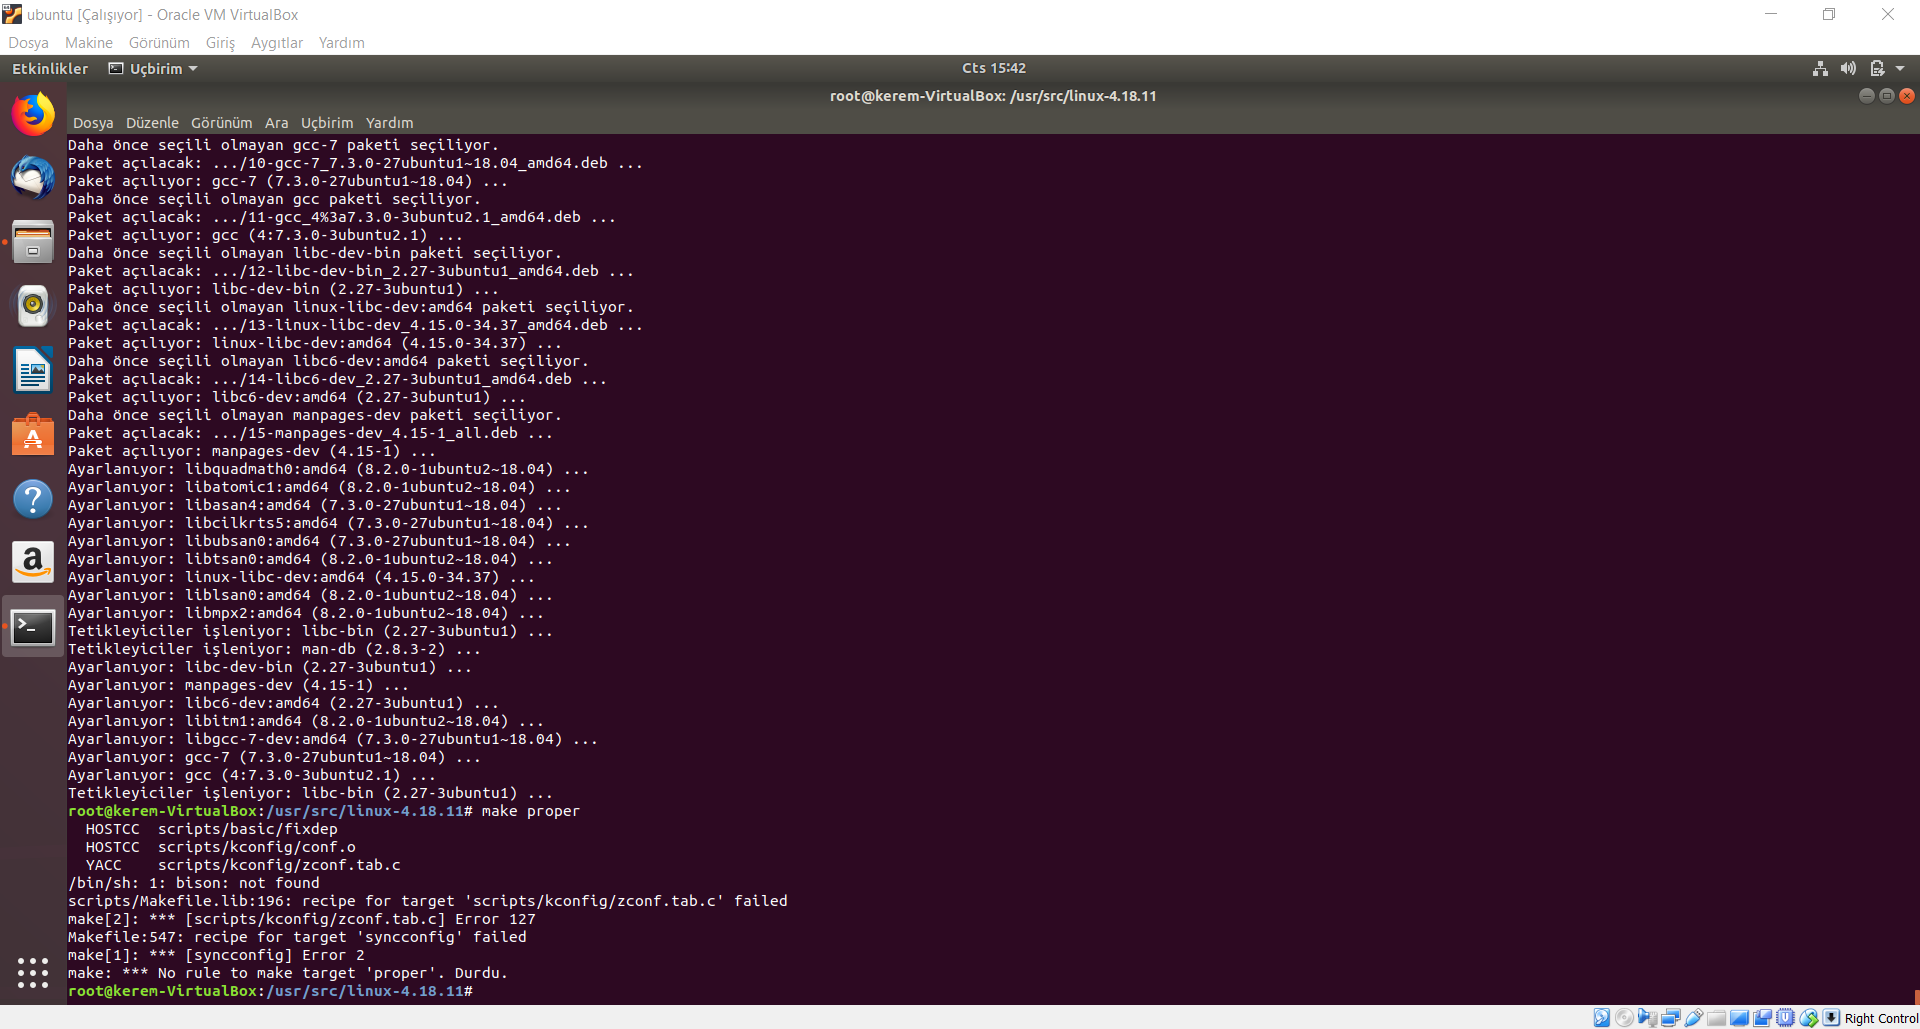 ubuntu [Çalışıyor] - Oracle VM VirtualBox
Dosya Makine Görünüm Giriş Aygıtlar Yardım
Etkinlikler Uçbirim Cts 15:42
root@kerem-VirtualBox: /usr/src/linux-4.18.11
Dosya Düzenle Görünüm Ara Uçbirim Yardım
Daha önce seçili olmayan gcc-7 paketi seçiliyor.
Paket açılacak: .../10-gcc-7_7.3.0-27ubuntu1~18.04_amd64.deb ...
Paket açılıyor: gcc-7 (7.3.0-27ubuntu1~18.04) ...
Daha önce seçili olmayan gcc paketi seçiliyor.
Paket açılacak: .../11-gcc_4%3a7.3.0-3ubuntu2.1_amd64.deb ...
Paket açılıyor: gcc (4:7.3.0-3ubuntu2.1) ...
Daha önce seçili olmayan libc-dev-bin paketi seçiliyor.
Paket açılacak: .../12-libc-dev-bin_2.27-3ubuntu1_amd64.deb ...
Paket açılıyor: libc-dev-bin (2.27-3ubuntu1) ...
Daha önce seçili olmayan linux-libc-dev:amd64 paketi seçiliyor.
Paket açılacak: .../13-linux-libc-dev_4.15.0-34.37_amd64.deb ...
Paket açılıyor: linux-libc-dev:amd64 (4.15.0-34.37) ...
Daha önce seçili olmayan libc6-dev:amd64 paketi seçiliyor.
Paket açılacak: .../14-libc6-dev_2.27-3ubuntu1_amd64.deb ...
Paket açılıyor: libc6-dev:amd64 (2.27-3ubuntu1) ...
Daha önce seçili olmayan manpages-dev paketi seçiliyor.
Paket açılacak: .../15-manpages-dev_4.15-1_all.deb ...
Paket açılıyor: manpages-dev (4.15-1) ...
Ayarlanıyor: libquadmath0:amd64 (8.2.0-1ubuntu2~18.04) ...
Ayarlanıyor: libatomic1:amd64 (8.2.0-1ubuntu2~18.04) ...
Ayarlanıyor: libasan4:amd64 (7.3.0-27ubuntu1~18.04) ...
Ayarlanıyor: libcilkrts5:amd64 (7.3.0-27ubuntu1~18.04) ...
Ayarlanıyor: libubsan0:amd64 (7.3.0-27ubuntu1~18.04) ...
Ayarlanıyor: libtsan0:amd64 (8.2.0-1ubuntu2~18.04) ...
Ayarlanıyor: linux-libc-dev:amd64 (4.15.0-34.37) ...
Ayarlanıyor: liblsan0:amd64 (8.2.0-1ubuntu2~18.04) ...
Ayarlanıyor: libmpx2:amd64 (8.2.0-1ubuntu2~18.04) ...
Tetikleyiciler işleniyor: libc-bin (2.27-3ubuntu1) ...
Tetikleyiciler işleniyor: man-db (2.8.3-2) ...
Ayarlanıyor: libc-dev-bin (2.27-3ubuntu1) ...
Ayarlanıyor: manpages-dev (4.15-1) ...
Ayarlanıyor: libc6-dev:amd64 (2.27-3ubuntu1) ...
Ayarlanıyor: libitm1:amd64 (8.2.0-1ubuntu2~18.04) ...
Ayarlanıyor: libgcc-7-dev:amd64 (7.3.0-27ubuntu1~18.04) ...
Ayarlanıyor: gcc-7 (7.3.0-27ubuntu1~18.04) ...
Ayarlanıyor: gcc (4:7.3.0-3ubuntu2.1) ...
Tetikleyiciler işleniyor: libc-bin (2.27-3ubuntu1) ...
root@kerem-VirtualBox:/usr/src/linux-4.18.11# make proper
HOSTCC scripts/basic/fixdep
HOSTCC scripts/kconfig/conf.o
YACC scripts/kconfig/zconf.tab.c
/bin/sh: 1: bison: not found
scripts/Makefile.lib:196: recipe for target 'scripts/kconfig/zconf.tab.c' failed
make[2]: *** [scripts/kconfig/zconf.tab.c] Error 127
Makefile:547: recipe for target 'syncconfig' failed
make[1]: *** [syncconfig] Error 2
make: *** No rule to make target 'proper'. Durdu.
root@kerem-VirtualBox:/usr/src/linux-4.18.11#
Right Control